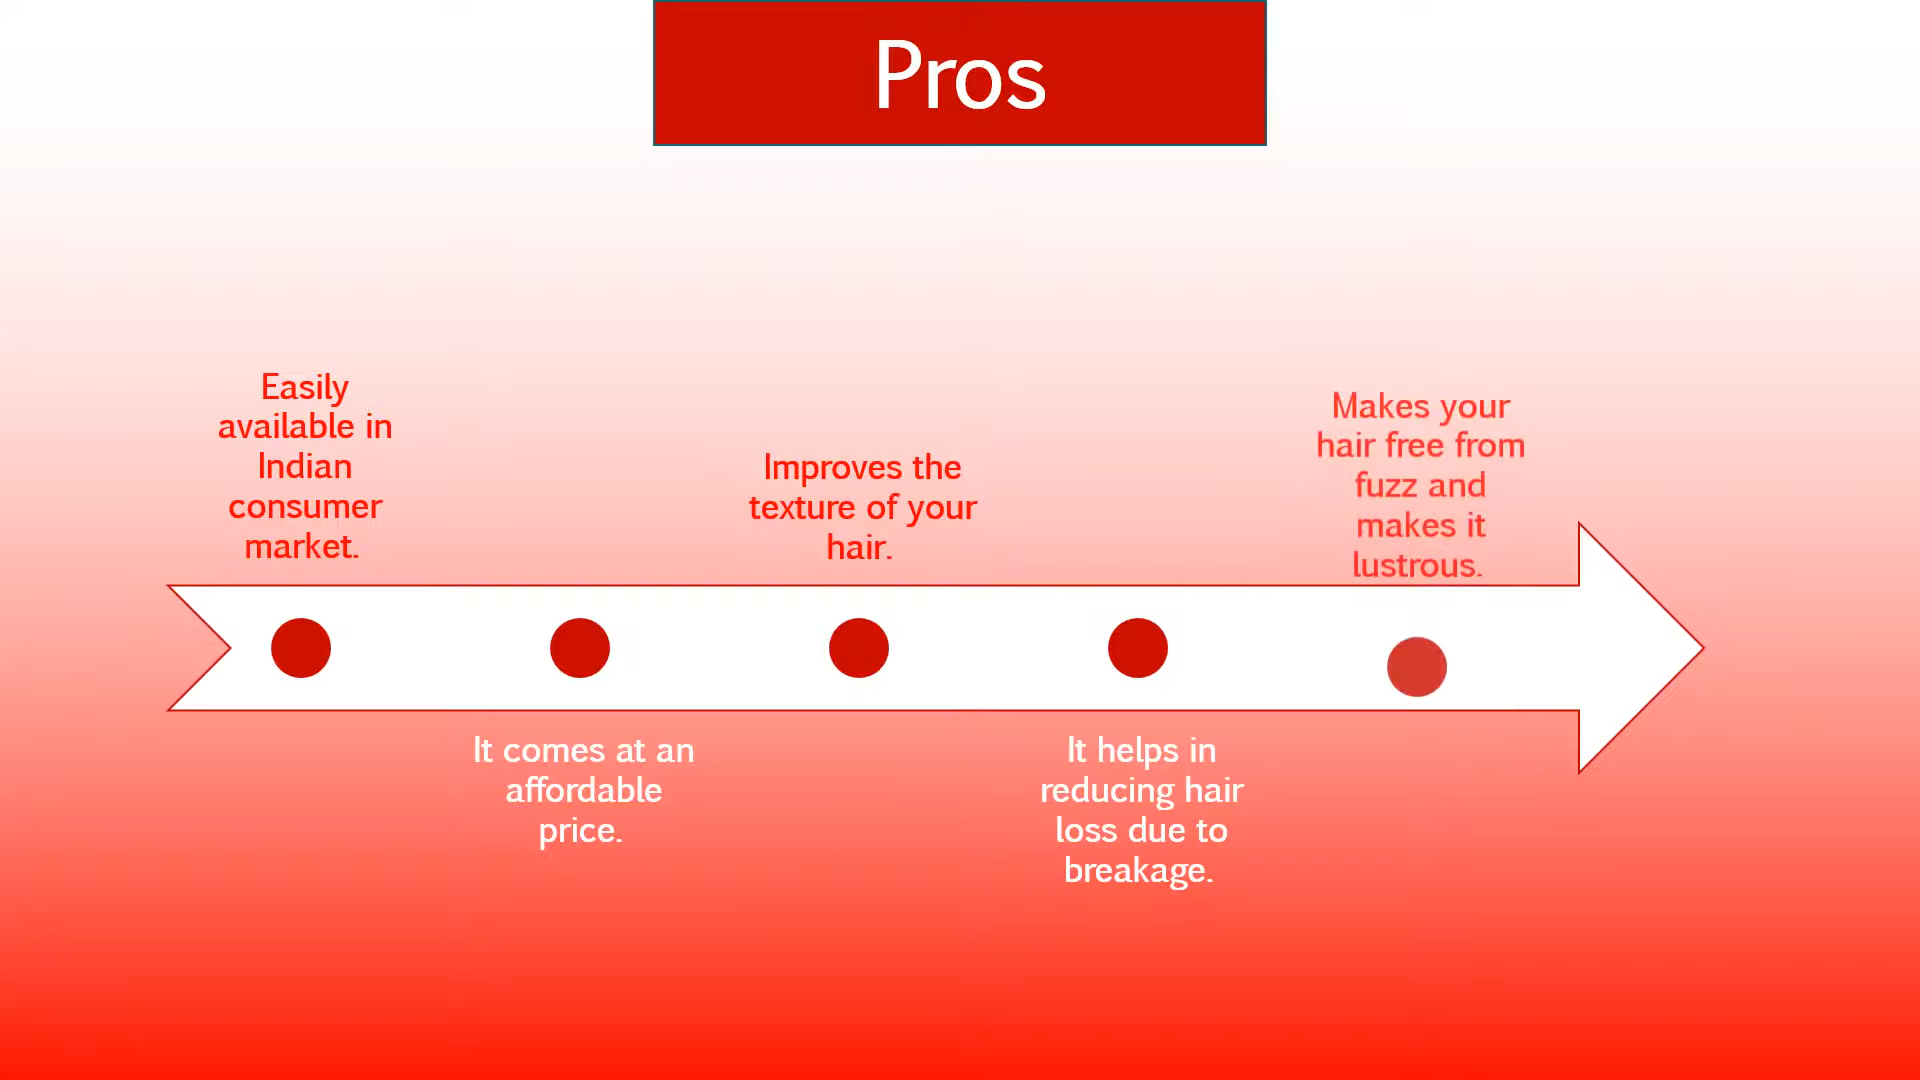 Pros
Easily
available in
Indian
consumer
market.
It comes at an
affordable
price.
Improves the
texture of your
hair.
It helps in
reducing hair
loss due to
breakage.
Makes your
hair free from
fuzz and
makes it
lustrous.